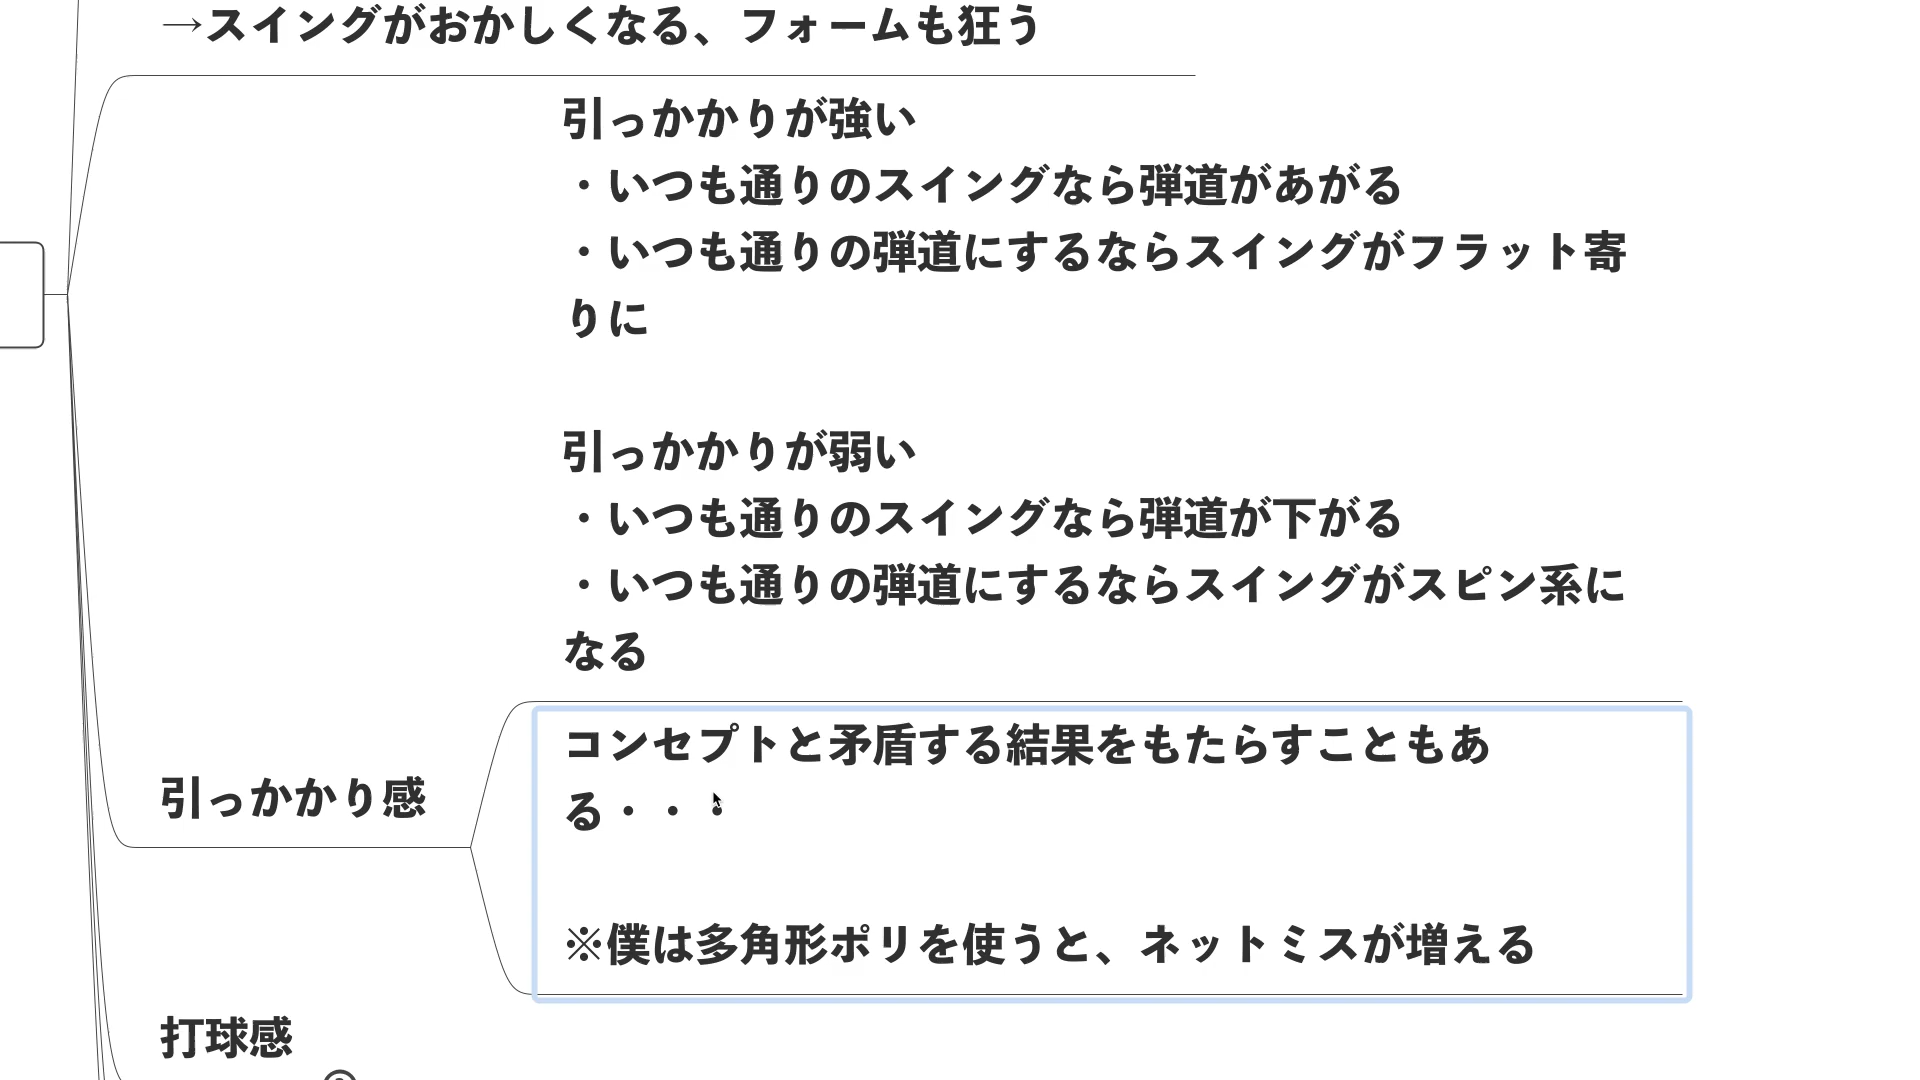 →スイングがおかしくなる、フォームも狂う
引っかかりが強い
・いつも通りのスイングなら弾道があがる
・いつも通りの弾道にするならスイングがフラット寄
りに
引っかかりが弱い
・いつも通りのスイングなら弾道が下がる
・いつも通りの弾道にするならスイングがスピン系に
なる
コンセプトと矛盾する結果をもたらすこともあ
る・・・
※僕は多角形ポリを使うと、ネットミスが増える
引っかかり感
打球感